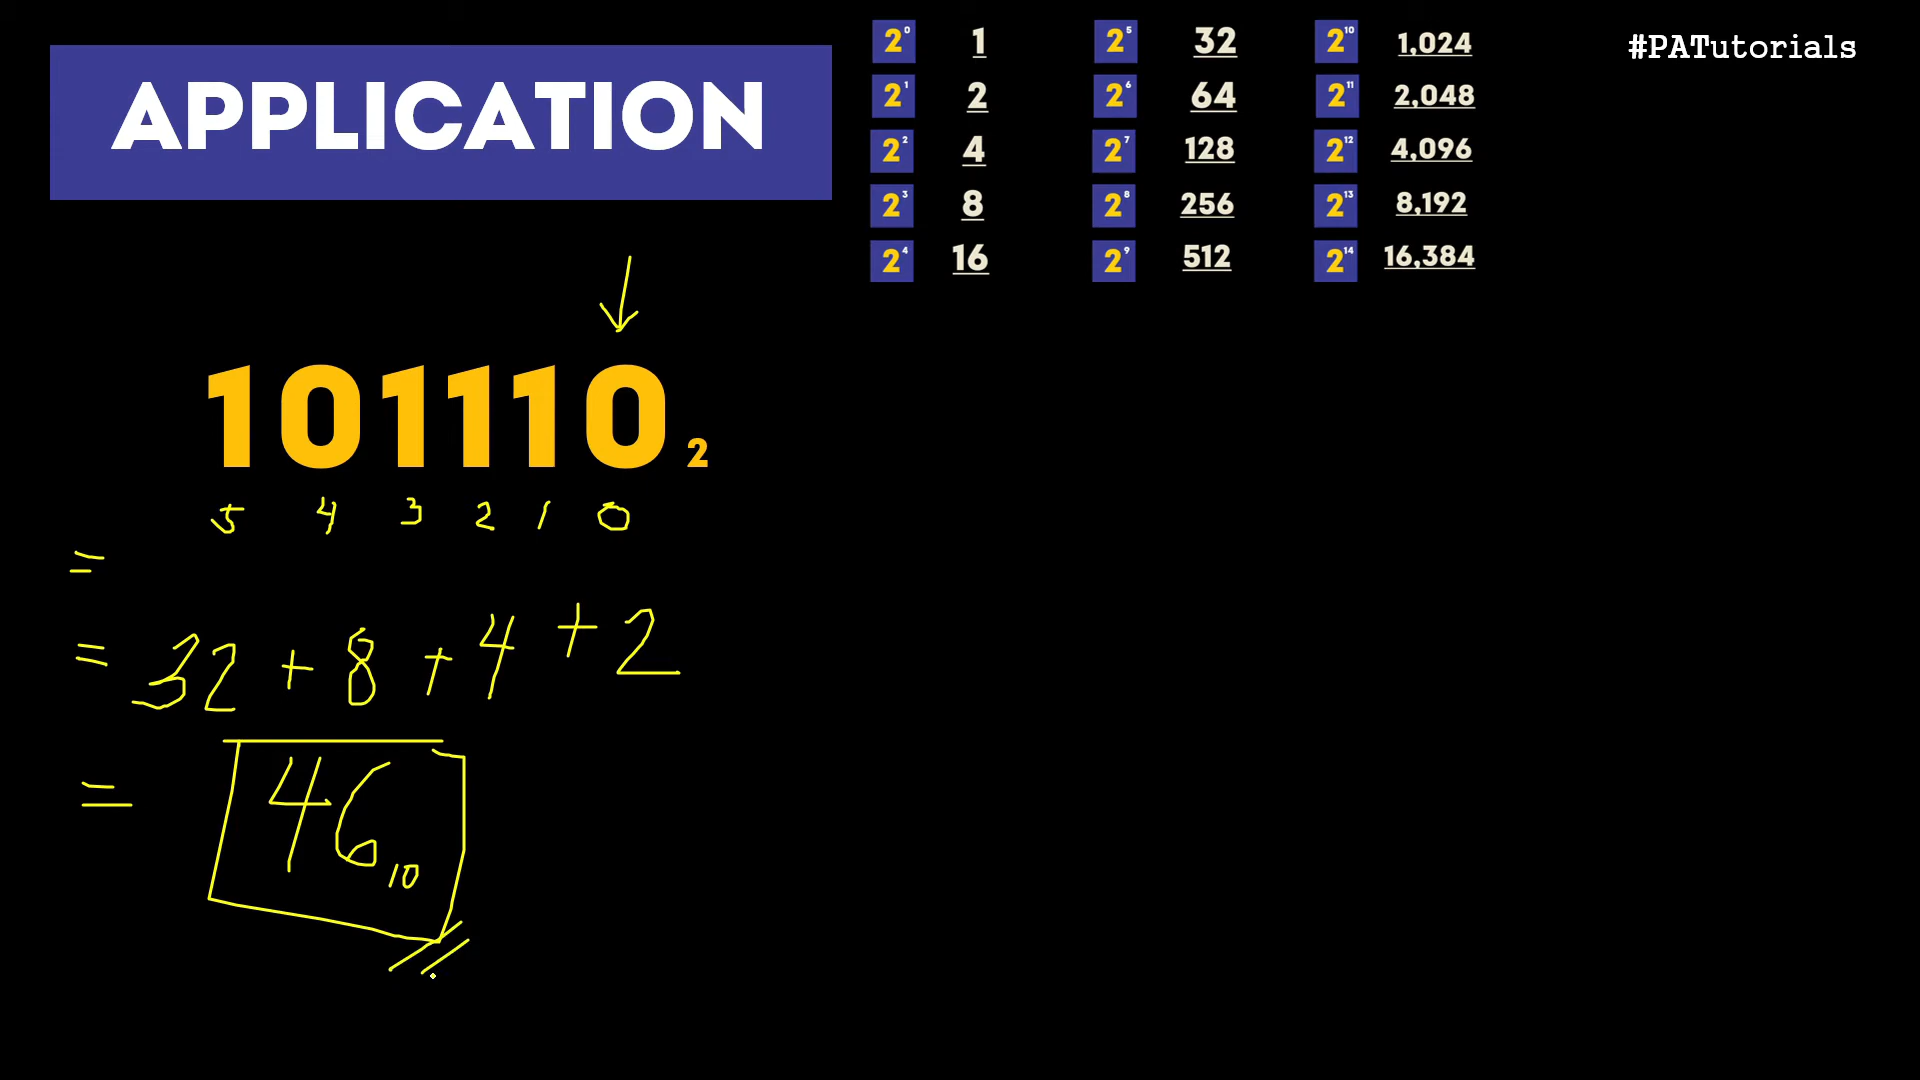 APPLICATION
2⁰ 1 2⁵ 32 2¹⁰ 1,024
2¹ 2 2⁶ 64 2¹¹ 2,048
2² 4 2⁷ 128 2¹² 4,096
2³ 8 2⁸ 256 2¹³ 8,192
2⁴ 16 2⁹ 512 2¹⁴ 16,384
#PATutorials
101110₂
5 4 3 2 1 0
=
= 32 + 8 + 4 + 2
= 46₁₀